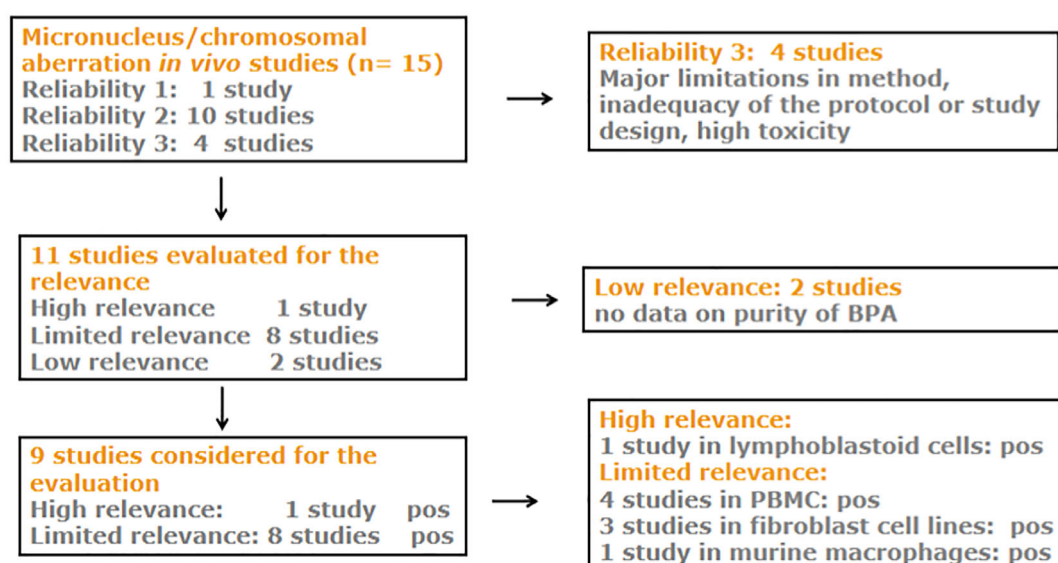 Micronucleus/chromosomal
aberration in vivo studies (n= 15)
Reliability 1: 1 study
Reliability 2: 10 studies
Reliability 3: 4 studies
Reliability 3: 4 studies
Major limitations in method,
inadequacy of the protocol or study
design, high toxicity
11 studies evaluated for the
relevance
High relevance 1 study
Limited relevance 8 studies
Low relevance 2 studies
Low relevance: 2 studies
no data on purity of BPA
9 studies considered for the
evaluation
High relevance: 1 study pos
Limited relevance: 8 studies pos
High relevance:
1 study in lymphoblastoid cells: pos
Limited relevance:
4 studies in PBMC: pos
3 studies in fibroblast cell lines: pos
1 study in murine macrophages: pos